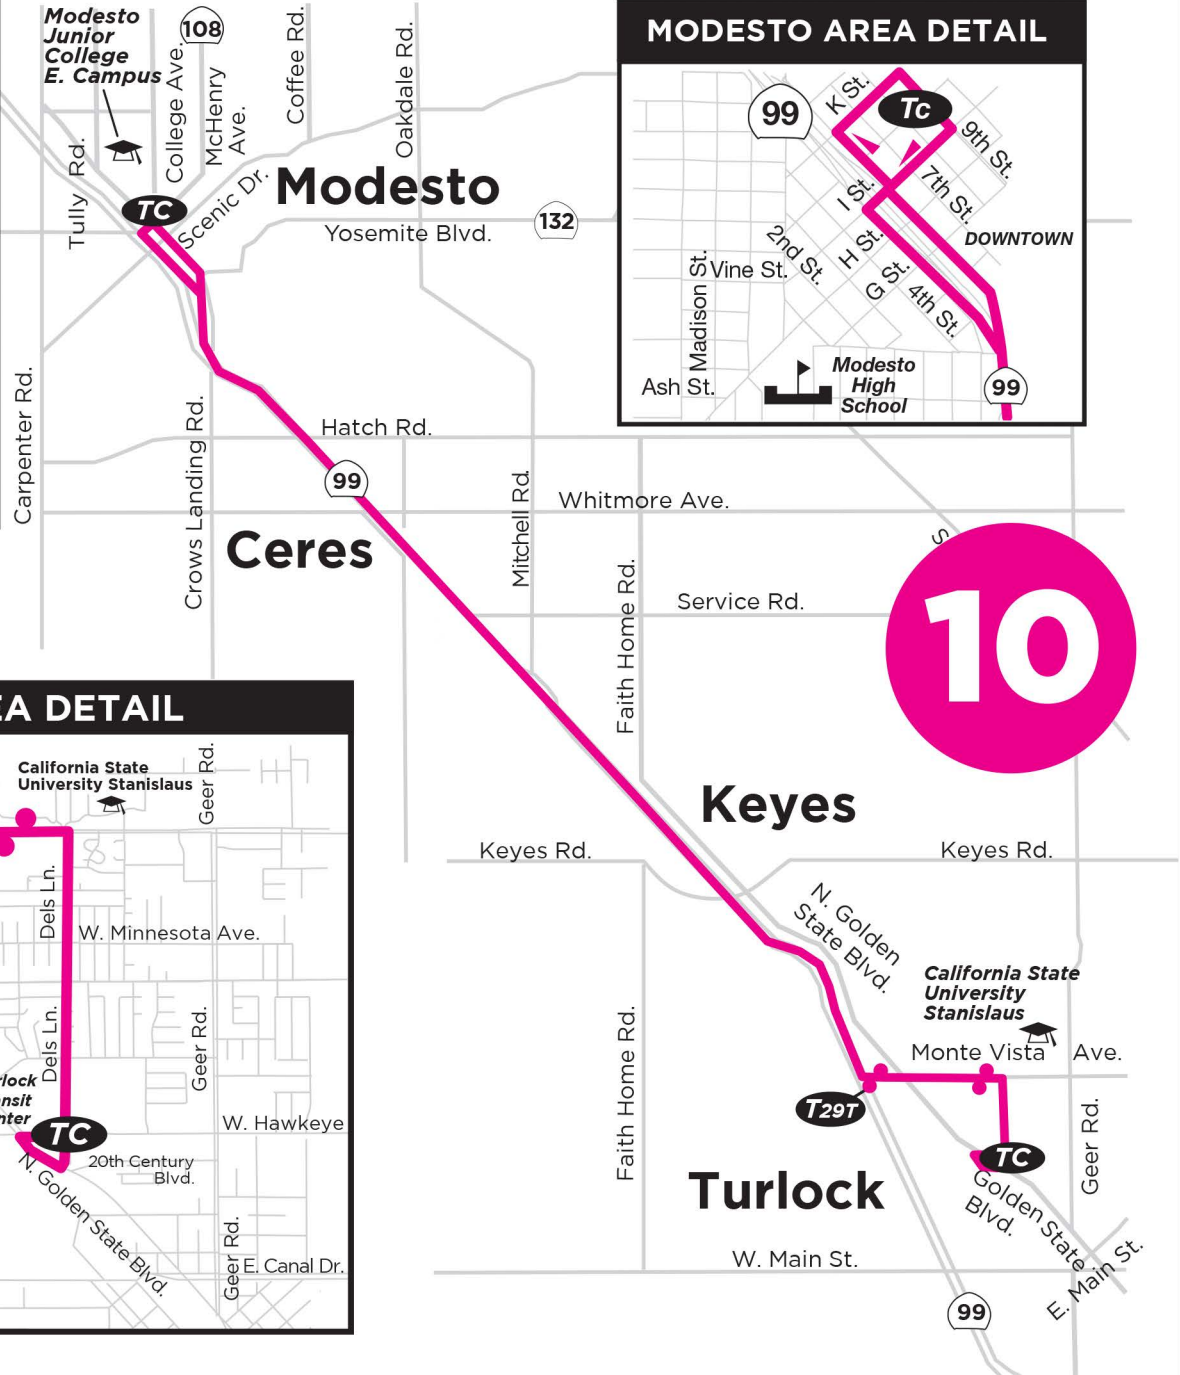 Modesto
Junior
College
E. Campus
108
College Ave.
McHenry
Ave.
Coffee Rd.
Oakdale Rd.
Tully Rd.
TC
Scenic Dr.
Modesto
Yosemite Blvd.
132
MODESTO AREA DETAIL
99
K St.
TC
9th St.
7th St.
I St.
DOWNTOWN
2nd St.
H St.
G St.
4th St.
Madison St.
Vine St.
Ash St.
Modesto
High
School
99
Carpenter Rd.
Crows Landing Rd.
Hatch Rd.
99
Whitmore Ave.
Ceres
Mitchell Rd.
Faith Home Rd.
Service Rd.
S
10
EA DETAIL
California State
University Stanislaus
Geer Rd.
Dels Ln.
W. Minnesota Ave.
Dels Ln.
Geer Rd.
rlock
nsit
nter
TC
W. Hawkeye
20th Century
Blvd.
N. Golden State Blvd.
Geer Rd.
E. Canal Dr.
Keyes
Keyes Rd.
Keyes Rd.
N. Golden
State Blvd.
California State
University
Stanislaus
Monte Vista Ave.
T29T
TC
Faith Home Rd.
Geer Rd.
Turlock
Golden State
Blvd.
W. Main St.
E. Main St.
99